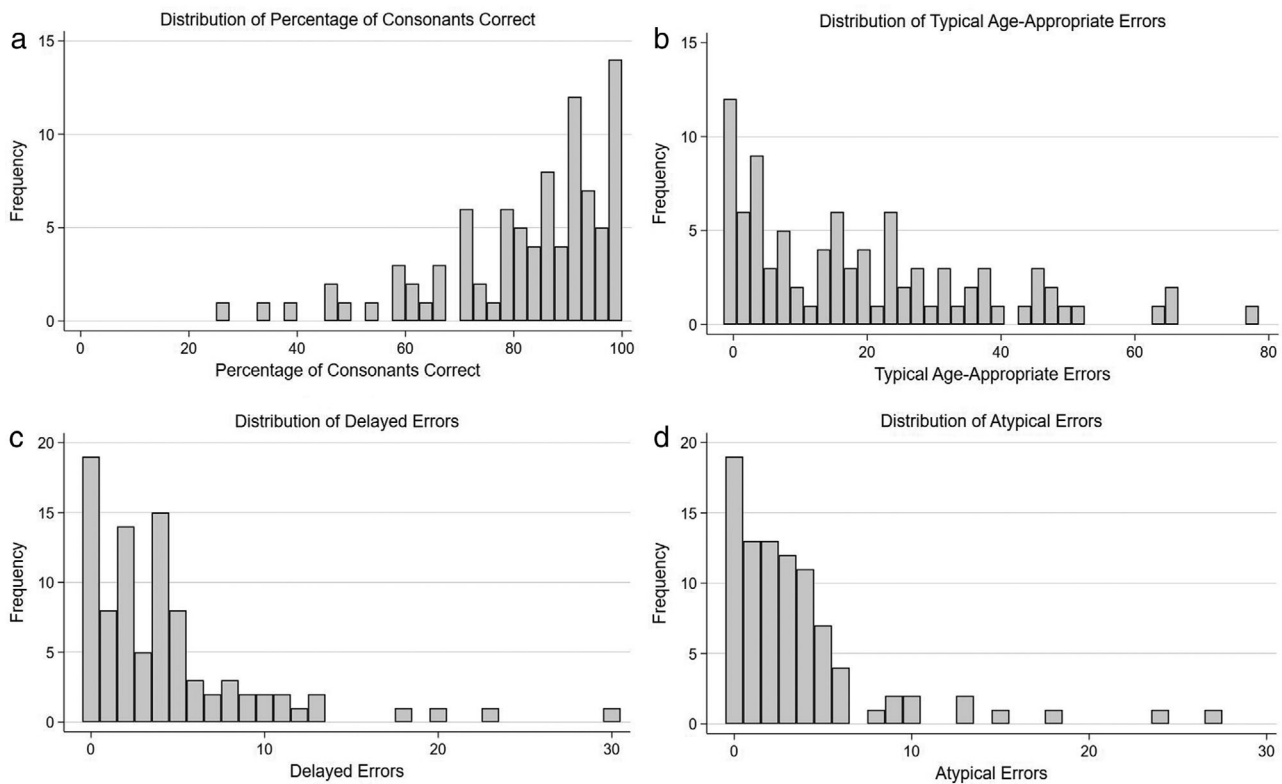 a
Distribution of Percentage of Consonants Correct
15
10
5
0
Frequency
0 20 40 60 80 100
Percentage of Consonants Correct
b
Distribution of Typical Age-Appropriate Errors
15
10
5
0
Frequency
0 20 40 60 80
Typical Age-Appropriate Errors
c
Distribution of Delayed Errors
20
15
10
5
0
Frequency
0 10 20 30
Delayed Errors
d
Distribution of Atypical Errors
20
15
10
5
0
Frequency
0 10 20 30
Atypical Errors